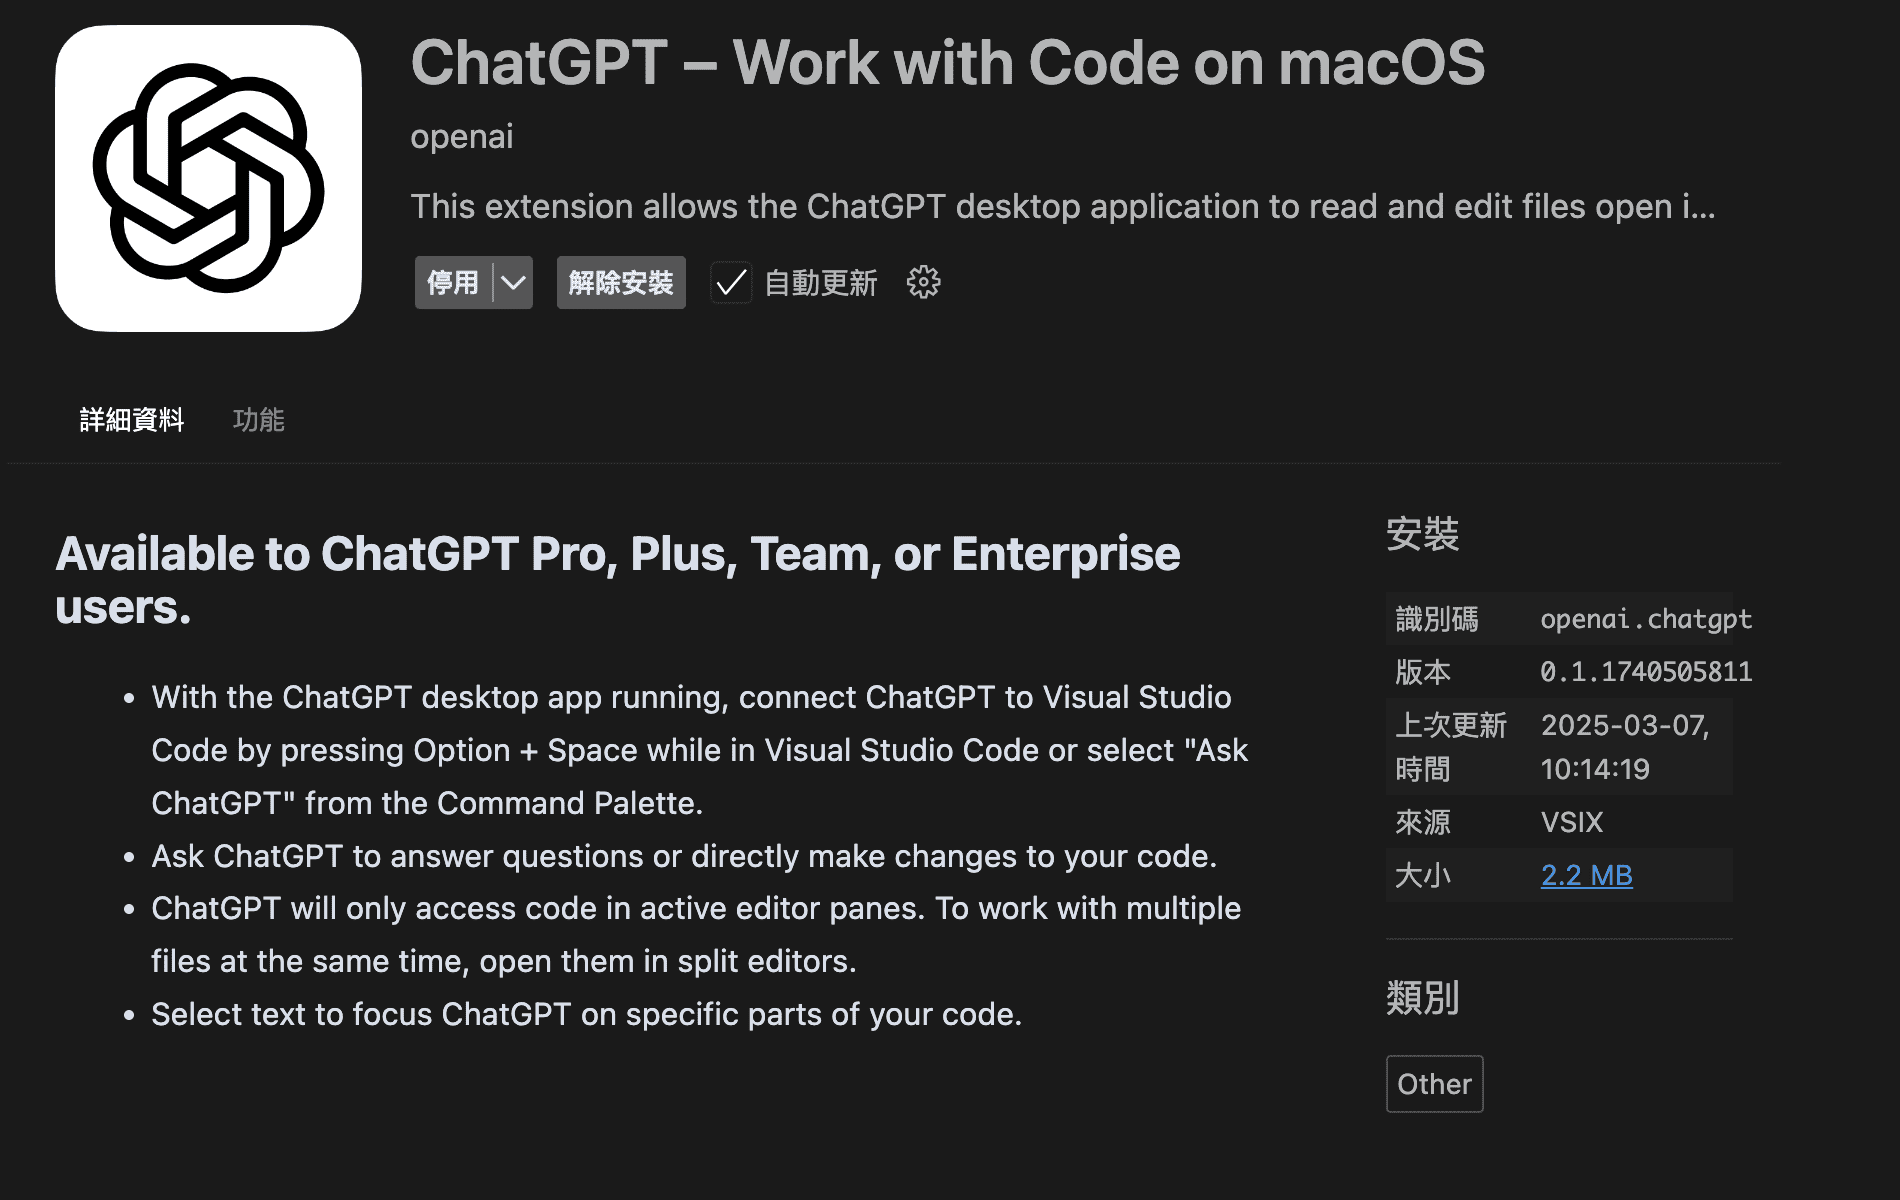 ChatGPT – Work with Code on macOS
openai
This extension allows the ChatGPT desktop application to read and edit files open i...
停用
解除安裝
自動更新
詳細資料
功能
Available to ChatGPT Pro, Plus, Team, or Enterprise
users.
• With the ChatGPT desktop app running, connect ChatGPT to Visual Studio
Code by pressing Option + Space while in Visual Studio Code or select "Ask
ChatGPT" from the Command Palette.
• Ask ChatGPT to answer questions or directly make changes to your code.
• ChatGPT will only access code in active editor panes. To work with multiple
files at the same time, open them in split editors.
• Select text to focus ChatGPT on specific parts of your code.
安裝
識別碼 openai.chatgpt
版本 0.1.1740505811
上次更新 2025-03-07,
時間 10:14:19
來源 VSIX
大小 2.2 MB
類別
Other